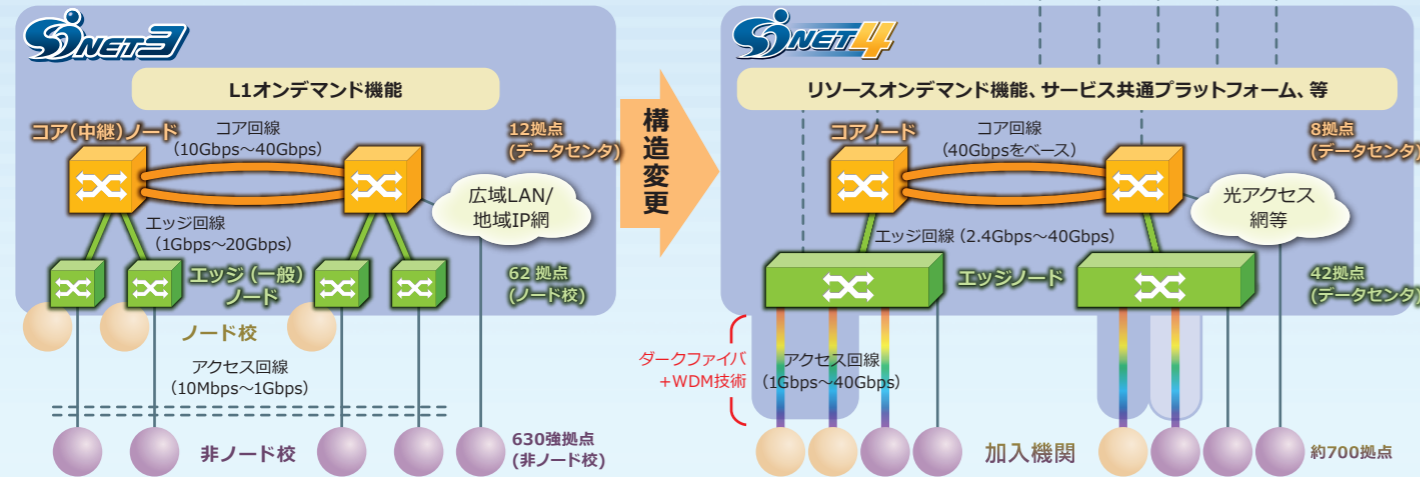 SINET3
L1オンデマンド機能
コア(中継)ノード
コア回線
(10Gbps～40Gbps)
12拠点
(データセンタ)
広域LAN/
地域IP網
エッジ回線
(1Gbps～20Gbps)
エッジ(一般)
ノード
62 拠点
(ノード校)
ノード校
アクセス回線
(10Mbps～1Gbps)
非ノード校
630強拠点
(非ノード校)
構造変更
SINET4
リソースオンデマンド機能、サービス共通プラットフォーム、等
コアノード
コア回線
(40Gbpsをベース)
8拠点
(データセンタ)
光アクセス
網等
エッジ回線 (2.4Gbps～40Gbps)
エッジノード
42拠点
(データセンタ)
ダークファイバ
+WDM技術
アクセス回線
(1Gbps～40Gbps)
加入機関
約700拠点